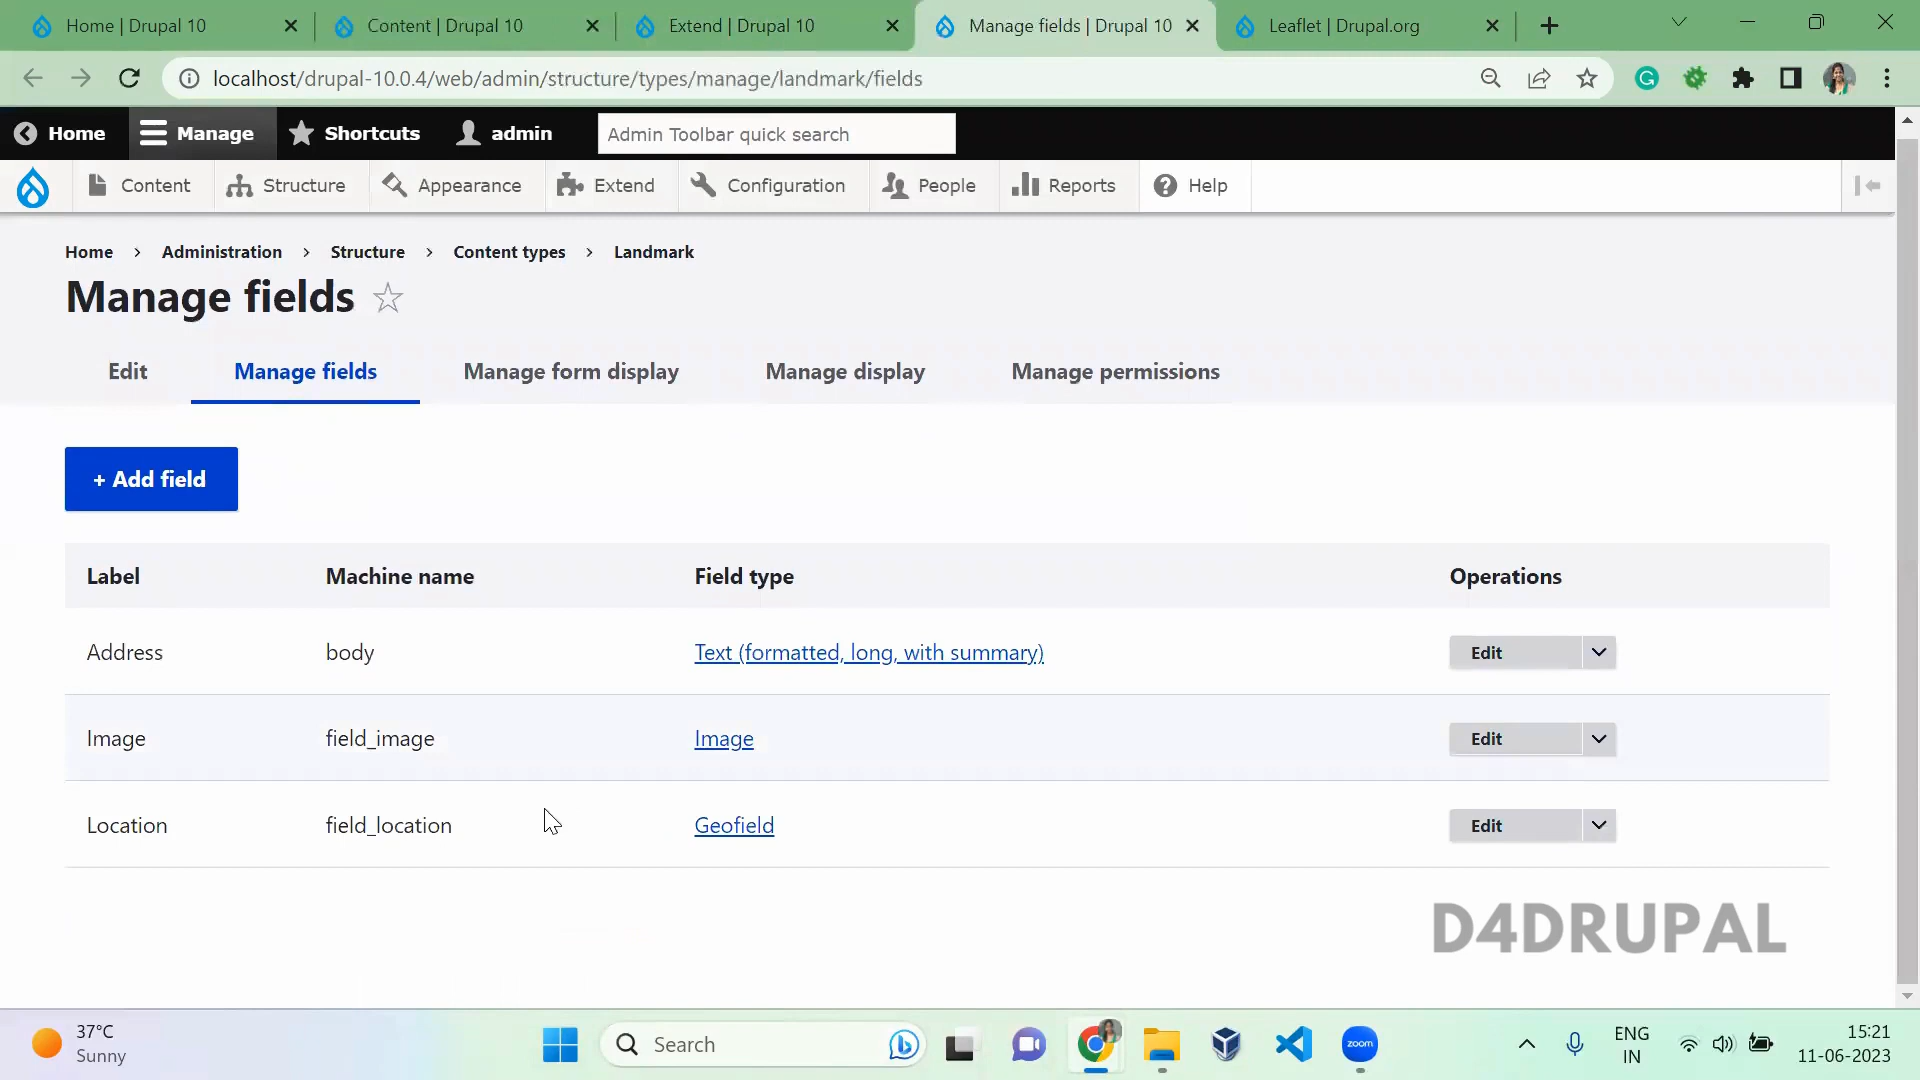 Home | Drupal 10
Content | Drupal 10
Extend | Drupal 10
Manage fields | Drupal 10
Leaflet | Drupal.org
localhost/drupal-10.0.4/web/admin/structure/types/manage/landmark/fields
Home
Manage
Shortcuts
admin
Admin Toolbar quick search
Content
Structure
Appearance
Extend
Configuration
People
Reports
Help
Home > Administration > Structure > Content types > Landmark
Manage fields
Edit
Manage fields
Manage form display
Manage display
Manage permissions
+ Add field
Label Machine name Field type Operations
Address body Text (formatted, long, with summary) Edit
Image field_image Image Edit
Location field_location Geofield Edit
D4DRUPAL
37°C
Sunny
Search
zoom
ENG
IN
15:21
11-06-2023